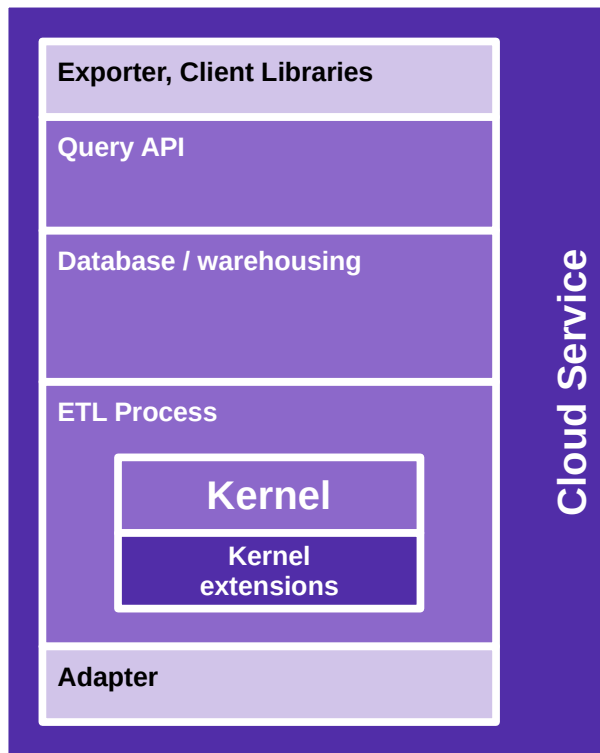 Exporter, Client Libraries
Query API
Database / warehousing
ETL Process
Kernel
Kernel
extensions
Adapter
Cloud Service